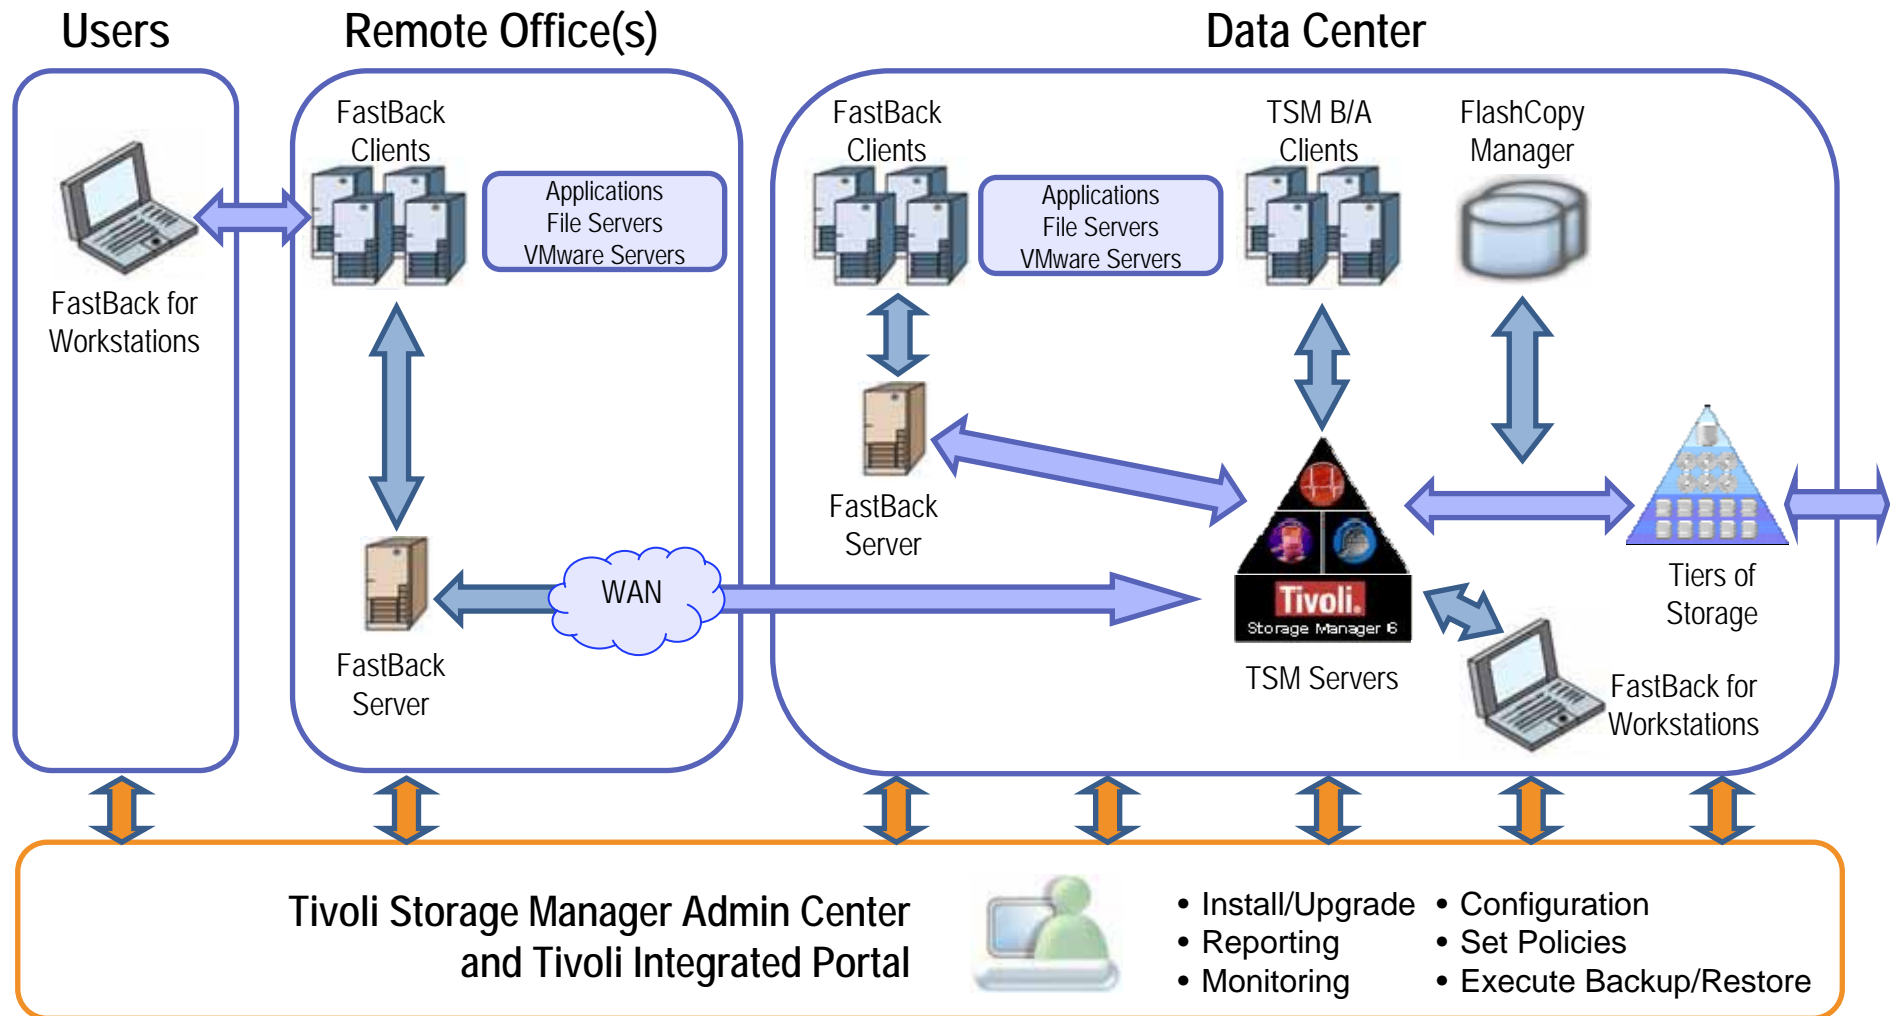 Users
Remote Office(s)
Data Center
FastBack for
Workstations
FastBack
Clients
Applications
File Servers
VMware Servers
FastBack
Server
WAN
FastBack
Clients
Applications
File Servers
VMware Servers
TSM B/A
Clients
FlashCopy
Manager
FastBack
Server
Tivoli.
Storage Manager 6
TSM Servers
Tiers of
Storage
FastBack for
Workstations
Tivoli Storage Manager Admin Center
and Tivoli Integrated Portal
• Install/Upgrade
• Reporting
• Monitoring
• Configuration
• Set Policies
• Execute Backup/Restore